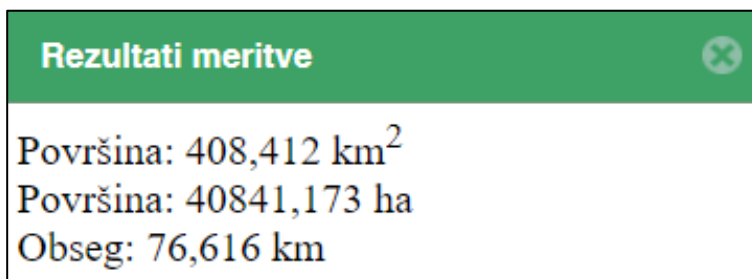 Rezultati meritve
Površina: 408,412 km²
Površina: 40841,173 ha
Obseg: 76,616 km